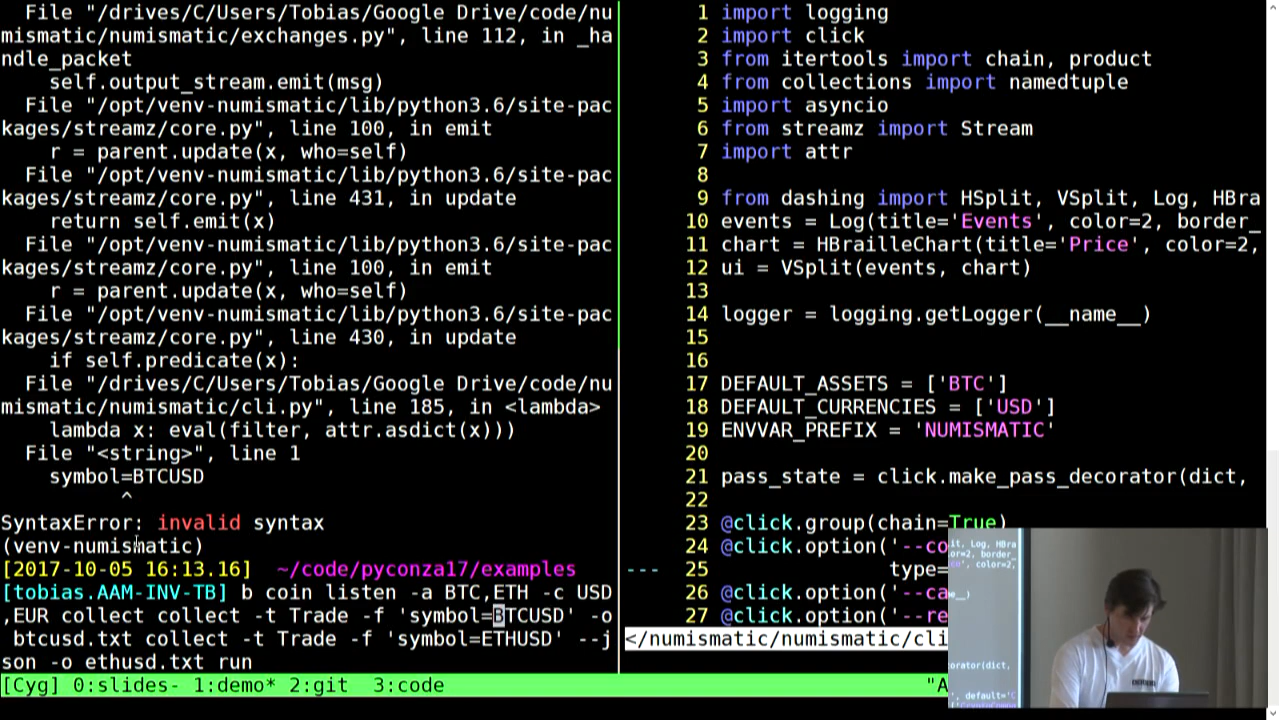 File "/drives/C/Users/Tobias/Google Drive/code/nu
mismatic/numismatic/exchanges.py", line 112, in _ha
ndle_packet
self.output_stream.emit(msg)
File "/opt/venv-numismatic/lib/python3.6/site-pac
kages/streamz/core.py", line 100, in emit
r = parent.update(x, who=self)
File "/opt/venv-numismatic/lib/python3.6/site-pac
kages/streamz/core.py", line 431, in update
return self.emit(x)
File "/opt/venv-numismatic/lib/python3.6/site-pac
kages/streamz/core.py", line 100, in emit
r = parent.update(x, who=self)
File "/opt/venv-numismatic/lib/python3.6/site-pac
kages/streamz/core.py", line 430, in update
if self.predicate(x):
File "/drives/C/Users/Tobias/Google Drive/code/nu
mismatic/numismatic/cli.py", line 185, in <lambda>
lambda x: eval(filter, attr.asdict(x)))
File "<string>", line 1
symbol=BTCUSD
^
SyntaxError: invalid syntax
(venv-numismatic)
[2017-10-05 16:13.16] ~/code/pyconza17/examples
[tobias.AAM-INV-TB] b coin listen -a BTC,ETH -c USD
,EUR collect collect -t Trade -f 'symbol=BTCUSD' -o
btcusd.txt collect -t Trade -f 'symbol=ETHUSD' --j
son -o ethusd.txt run
[Cyg] 0:slides- 1:demo* 2:git 3:code "A
1 import logging
2 import click
3 from itertools import chain, product
4 from collections import namedtuple
5 import asyncio
6 from streamz import Stream
7 import attr
8
9 from dashing import HSplit, VSplit, Log, HBra
10 events = Log(title='Events', color=2, border_
11 chart = HBrailleChart(title='Price', color=2,
12 ui = VSplit(events, chart)
13
14 logger = logging.getLogger(__name__)
15
16
17 DEFAULT_ASSETS = ['BTC']
18 DEFAULT_CURRENCIES = ['USD']
19 ENVVAR_PREFIX = 'NUMISMATIC'
20
21 pass_state = click.make_pass_decorator(dict,
22
23 @click.group(chain=True)
24 @click.option('--co
--- 25 type=
26 @click.option('--ca
27 @click.option('--re
</numismatic/numismatic/cli